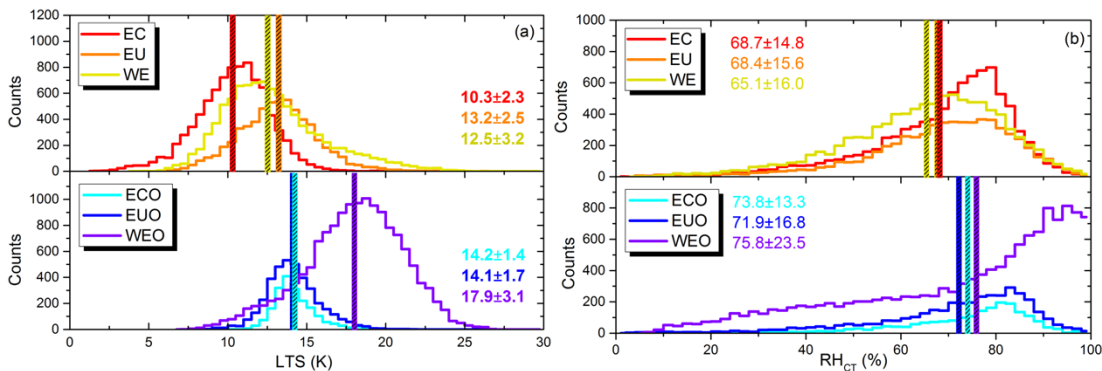 1200
1000
800
600
400
200
0
Counts
EC
EU
WE
(a)
10.3±2.3
13.2±2.5
12.5±3.2
1000
800
600
400
200
0
Counts
ECO
EUO
WEO
14.2±1.4
14.1±1.7
17.9±3.1
0 5 10 15 20 25 30
LTS (K)
1000
800
600
400
200
0
Counts
EC
EU
WE
68.7±14.8
68.4±15.6
65.1±16.0
(b)
800
600
400
200
0
Counts
ECO
EUO
WEO
73.8±13.3
71.9±16.8
75.8±23.5
0 20 40 60 80 100
RH_CT (%)